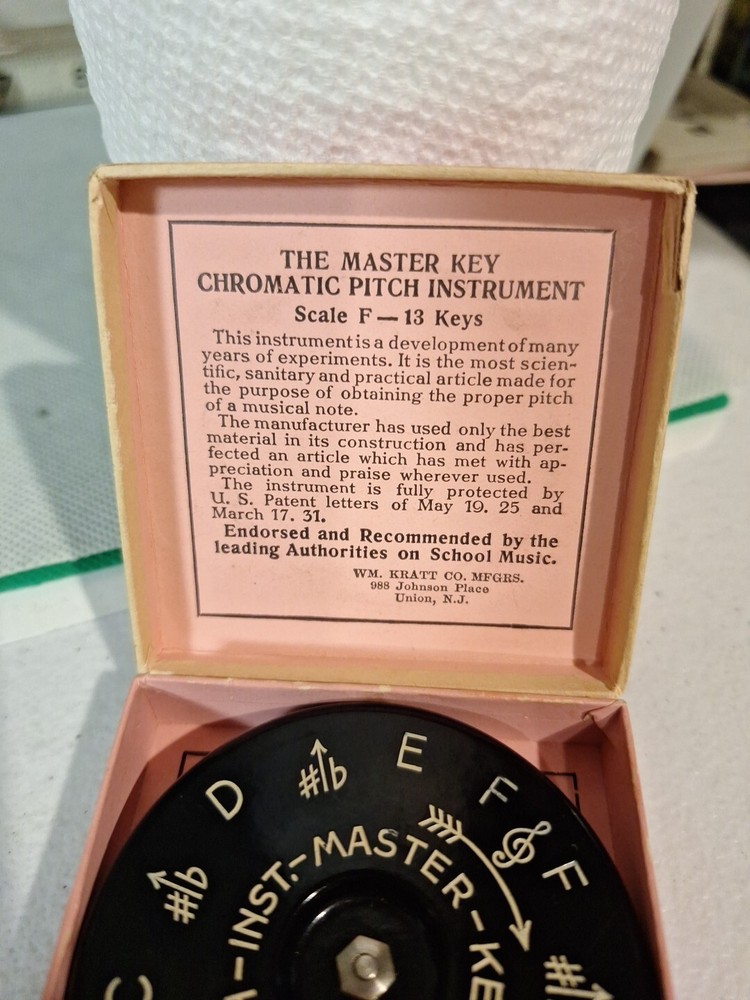 THE MASTER KEY
CHROMATIC PITCH INSTRUMENT
Scale F — 13 Keys
This instrument is a development of many
years of experiments. It is the most scien-
tific, sanitary and practical article made for
the purpose of obtaining the proper pitch
of a musical note.
The manufacturer has used only the best
material in its construction and has per-
fected an article which has met with ap-
preciation and praise wherever used.
The instrument is fully protected by
U. S. Patent letters of May 19. 25 and
March 17. 31.
Endorsed and Recommended by the
leading Authorities on School Music.
WM. KRATT CO. MFGRS.
988 Johnson Place
Union, N.J.
C #/b D #/b E F F #
INST.-MASTER-KE